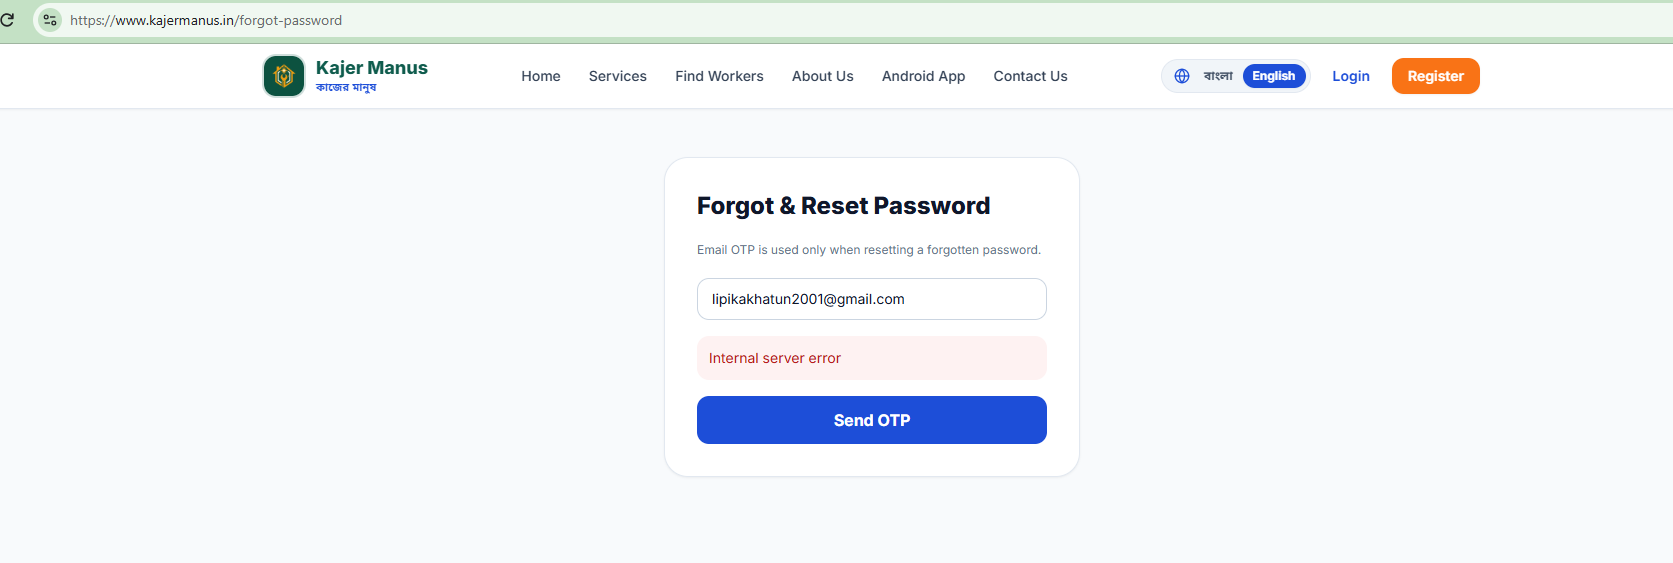 https://www.kajermanus.in/forgot-password
Kajer Manus
কাজের মানুষ
Home
Services
Find Workers
About Us
Android App
Contact Us
বাংলা
English
Login
Register
Forgot & Reset Password
Email OTP is used only when resetting a forgotten password.
lipikakhatun2001@gmail.com
Internal server error
Send OTP